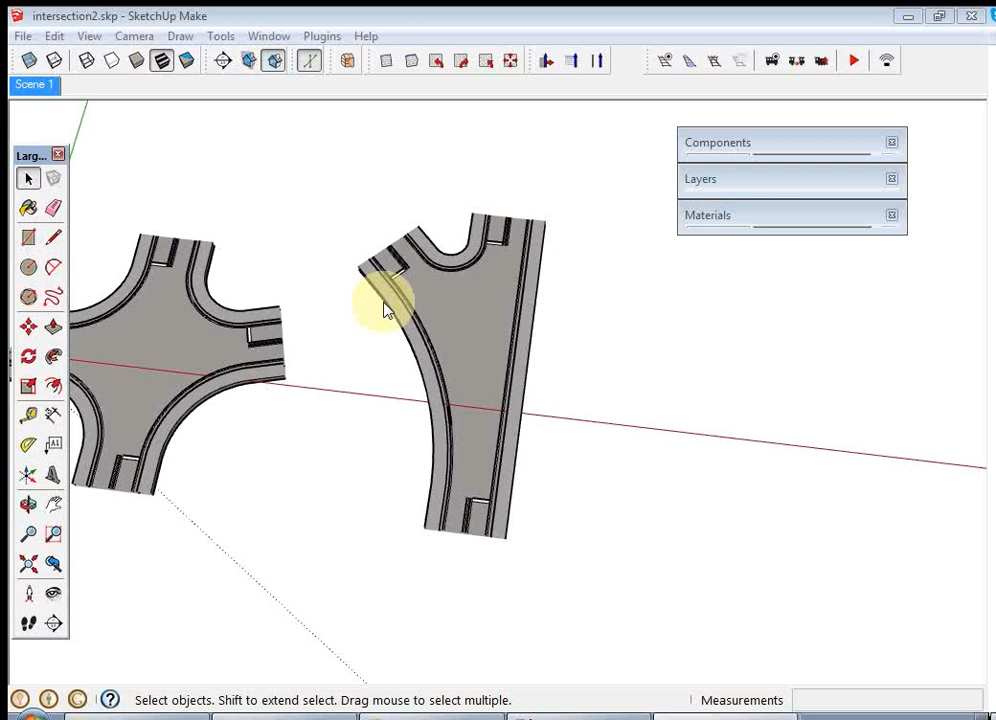 intersection2.skp - SketchUp Make
File Edit View Camera Draw Tools Window Plugins Help
Scene 1
Larg...
Components
Layers
Materials
A1
Select objects. Shift to extend select. Drag mouse to select multiple.
Measurements